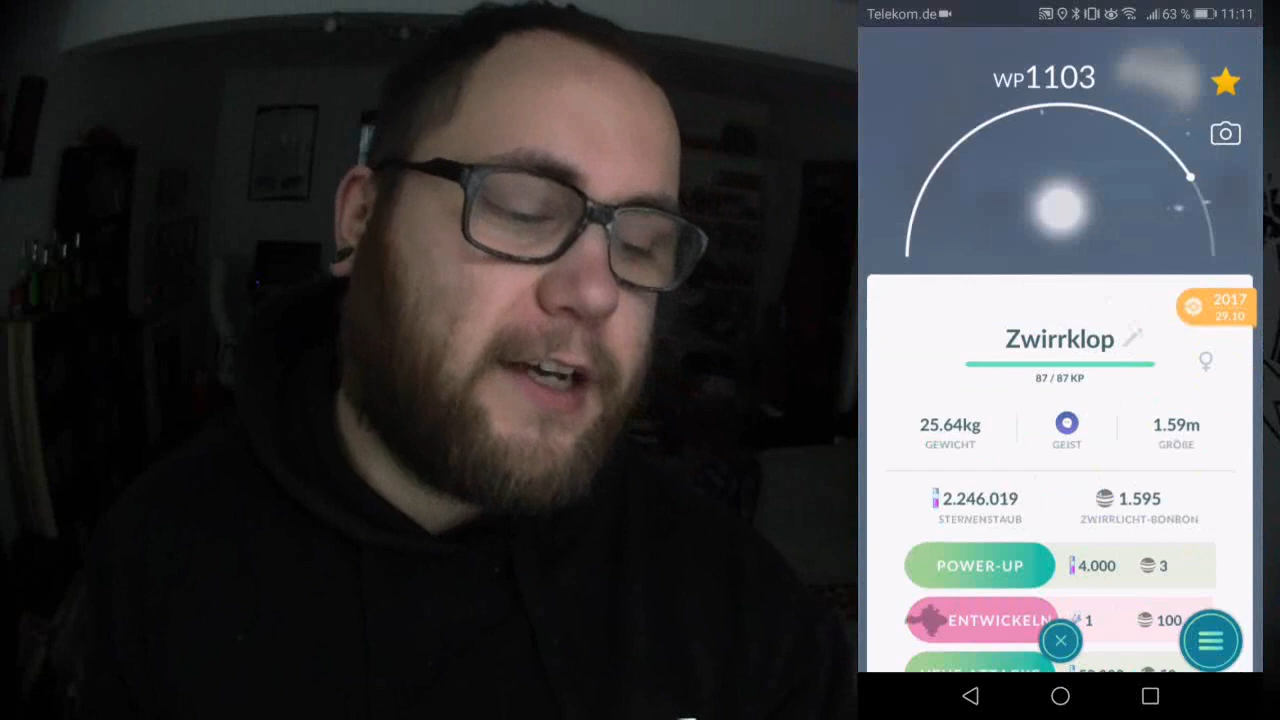 Telekom.de 63 % 11:11
WP1103
2017
29.10
Zwirrklop
87 / 87 KP
25.64kg 1.59m
GEWICHT GEIST GRÖßE
2.246.019 1.595
STERNENSTAUB ZWIRRLICHT-BONBON
POWER-UP 4.000 3
ENTWICKELN 1 100